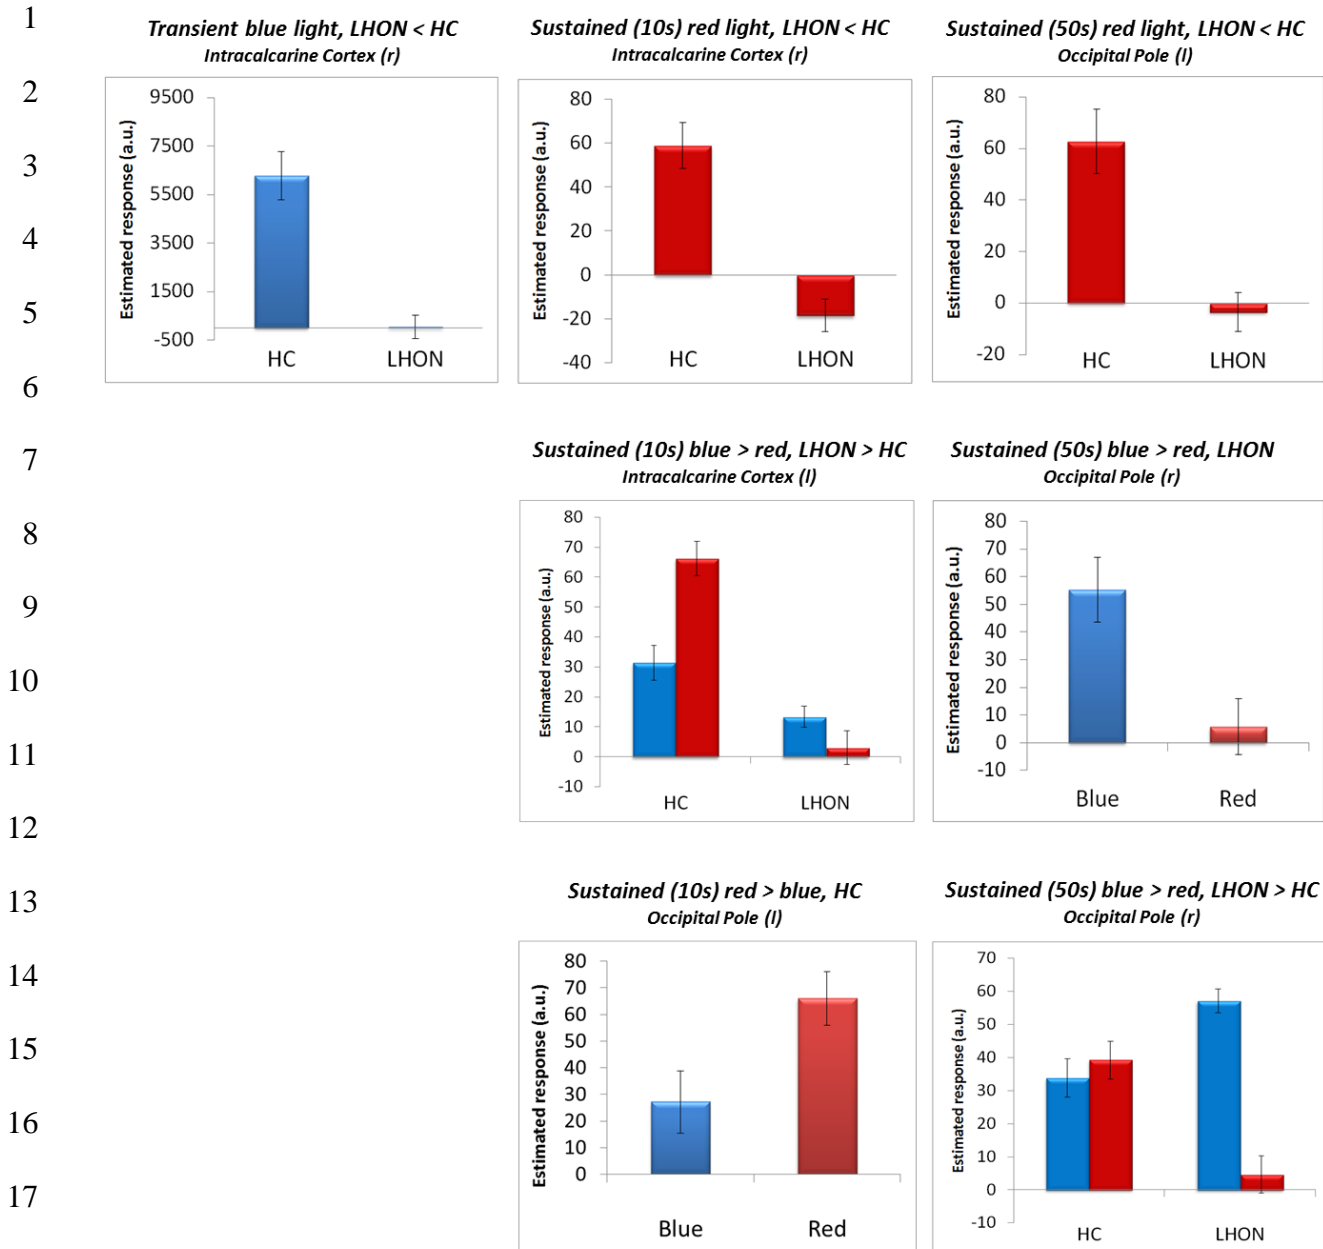 1
Transient blue light, LHON < HC
Intracalcarine Cortex (r)
Estimated response (a.u.)
9500
7500
5500
3500
1500
-500
HC
LHON
Sustained (10s) red light, LHON < HC
Intracalcarine Cortex (r)
Estimated response (a.u.)
80
60
40
20
0
-20
-40
HC
LHON
Sustained (50s) red light, LHON < HC
Occipital Pole (l)
Estimated response (a.u.)
80
60
40
20
0
-20
HC
LHON
2
3
4
5
6
7
Sustained (10s) blue > red, LHON > HC
Intracalcarine Cortex (l)
Estimated response (a.u.)
80
70
60
50
40
30
20
10
0
-10
HC
LHON
Sustained (50s) blue > red, LHON
Occipital Pole (r)
Estimated response (a.u.)
80
70
60
50
40
30
20
10
0
-10
Blue
Red
8
9
10
11
12
13
Sustained (10s) red > blue, HC
Occipital Pole (l)
Estimated response (a.u.)
80
70
60
50
40
30
20
10
0
Blue
Red
Sustained (50s) blue > red, LHON > HC
Occipital Pole (r)
Estimated response (a.u.)
70
60
50
40
30
20
10
0
-10
HC
LHON
14
15
16
17